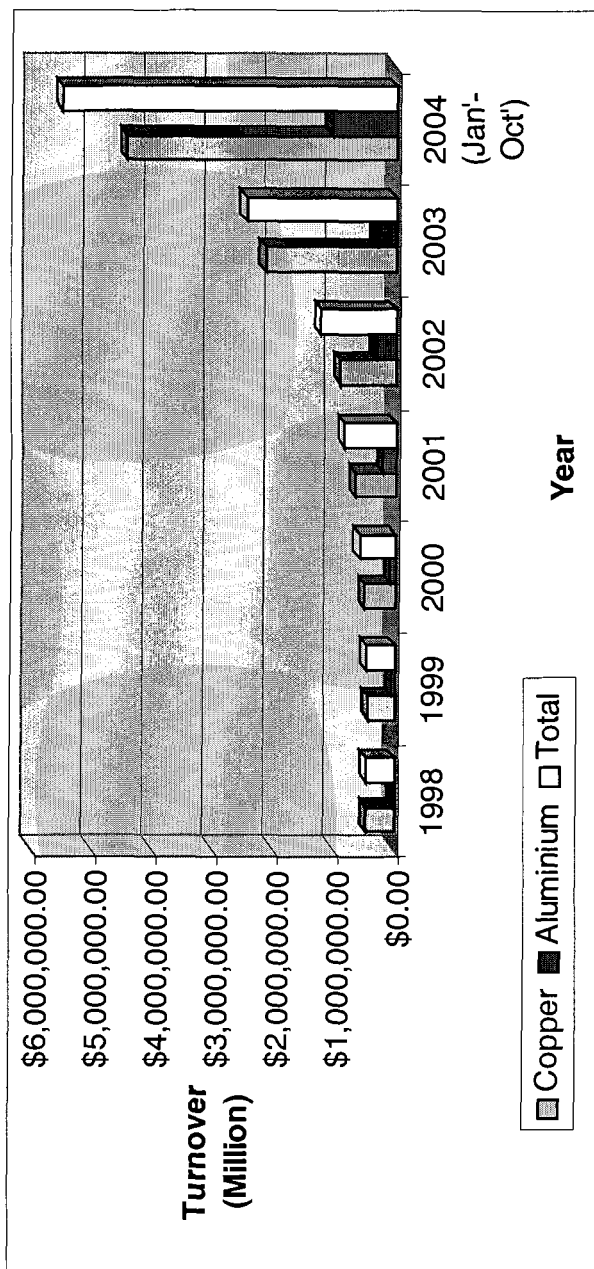 Turnover
(Million)
$6,000,000.00
$5,000,000.00
$4,000,000.00
$3,000,000.00
$2,000,000.00
$1,000,000.00
$0.00
1998
1999
2000
2001
2002
2003
2004
(Jan'-
Oct')
Year
Copper Aluminium Total